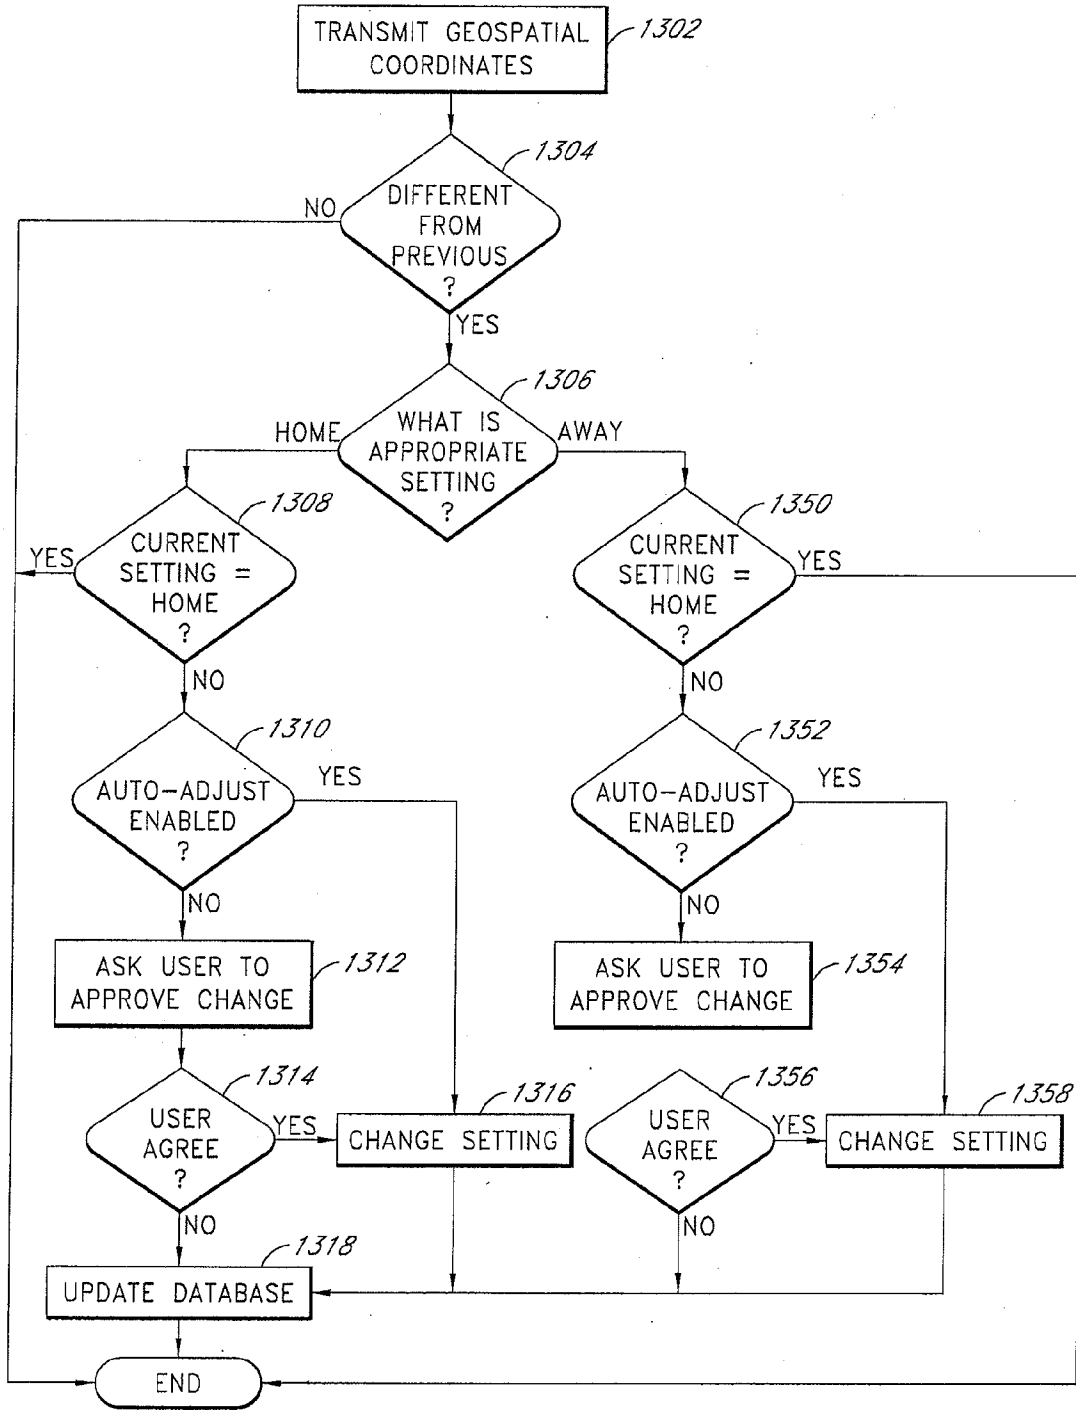 TRANSMIT GEOSPATIAL
COORDINATES
1302
1304
DIFFERENT
FROM
PREVIOUS
?
NO
YES
1306
WHAT IS
APPROPRIATE
SETTING
?
HOME
AWAY
1308
CURRENT
SETTING =
HOME
?
YES
NO
1350
CURRENT
SETTING =
HOME
?
YES
NO
1310
AUTO-ADJUST
ENABLED
?
YES
NO
1352
AUTO-ADJUST
ENABLED
?
YES
NO
ASK USER TO
APPROVE CHANGE
1312
ASK USER TO
APPROVE CHANGE
1354
1314
USER
AGREE
?
YES
NO
1316
CHANGE SETTING
1356
USER
AGREE
?
YES
NO
1358
CHANGE SETTING
1318
UPDATE DATABASE
END